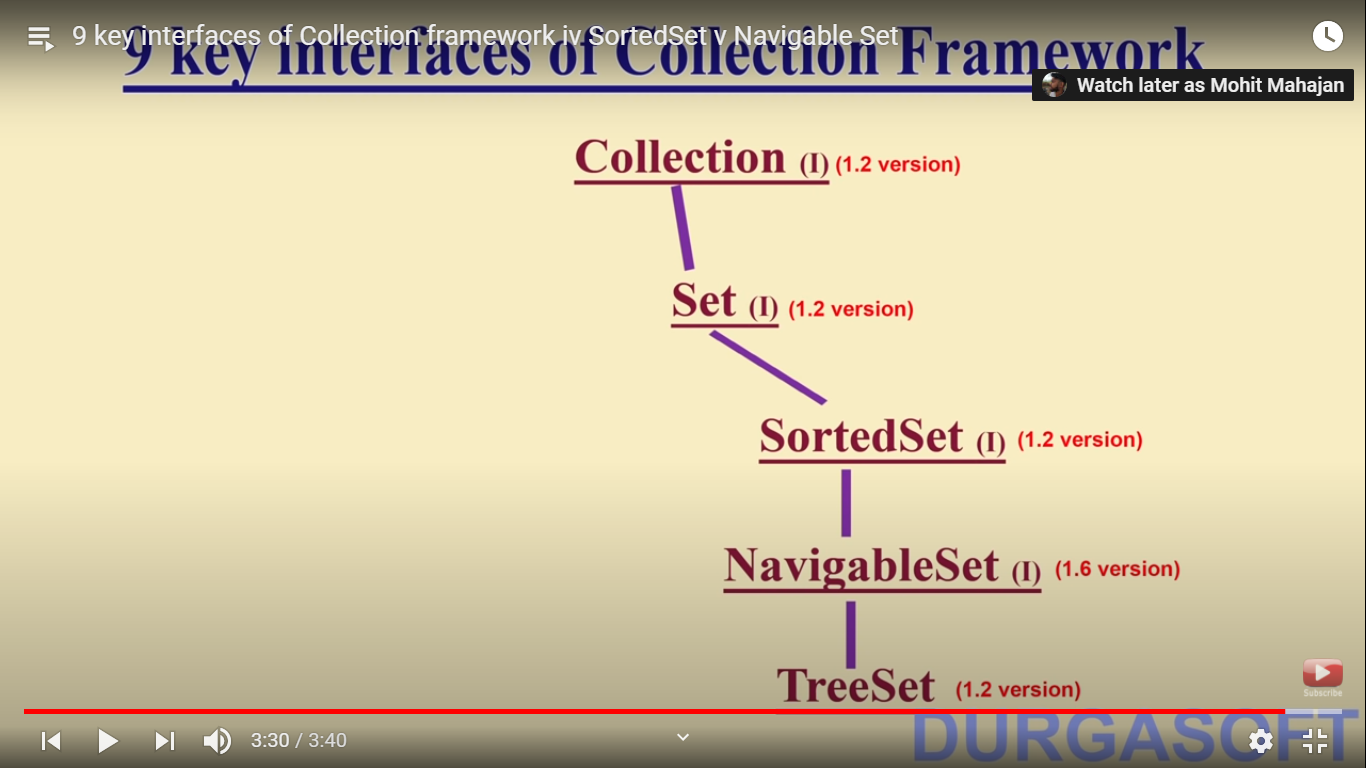 9 key interfaces of Collection framework iv SortedSet v Navigable Set
9 key interfaces of Collection Framework
Watch later as Mohit Mahajan
Collection (I) (1.2 version)
Set (I) (1.2 version)
SortedSet (I) (1.2 version)
NavigableSet (I) (1.6 version)
TreeSet (1.2 version)
Subscribe
DURGASOFT
3:30 / 3:40